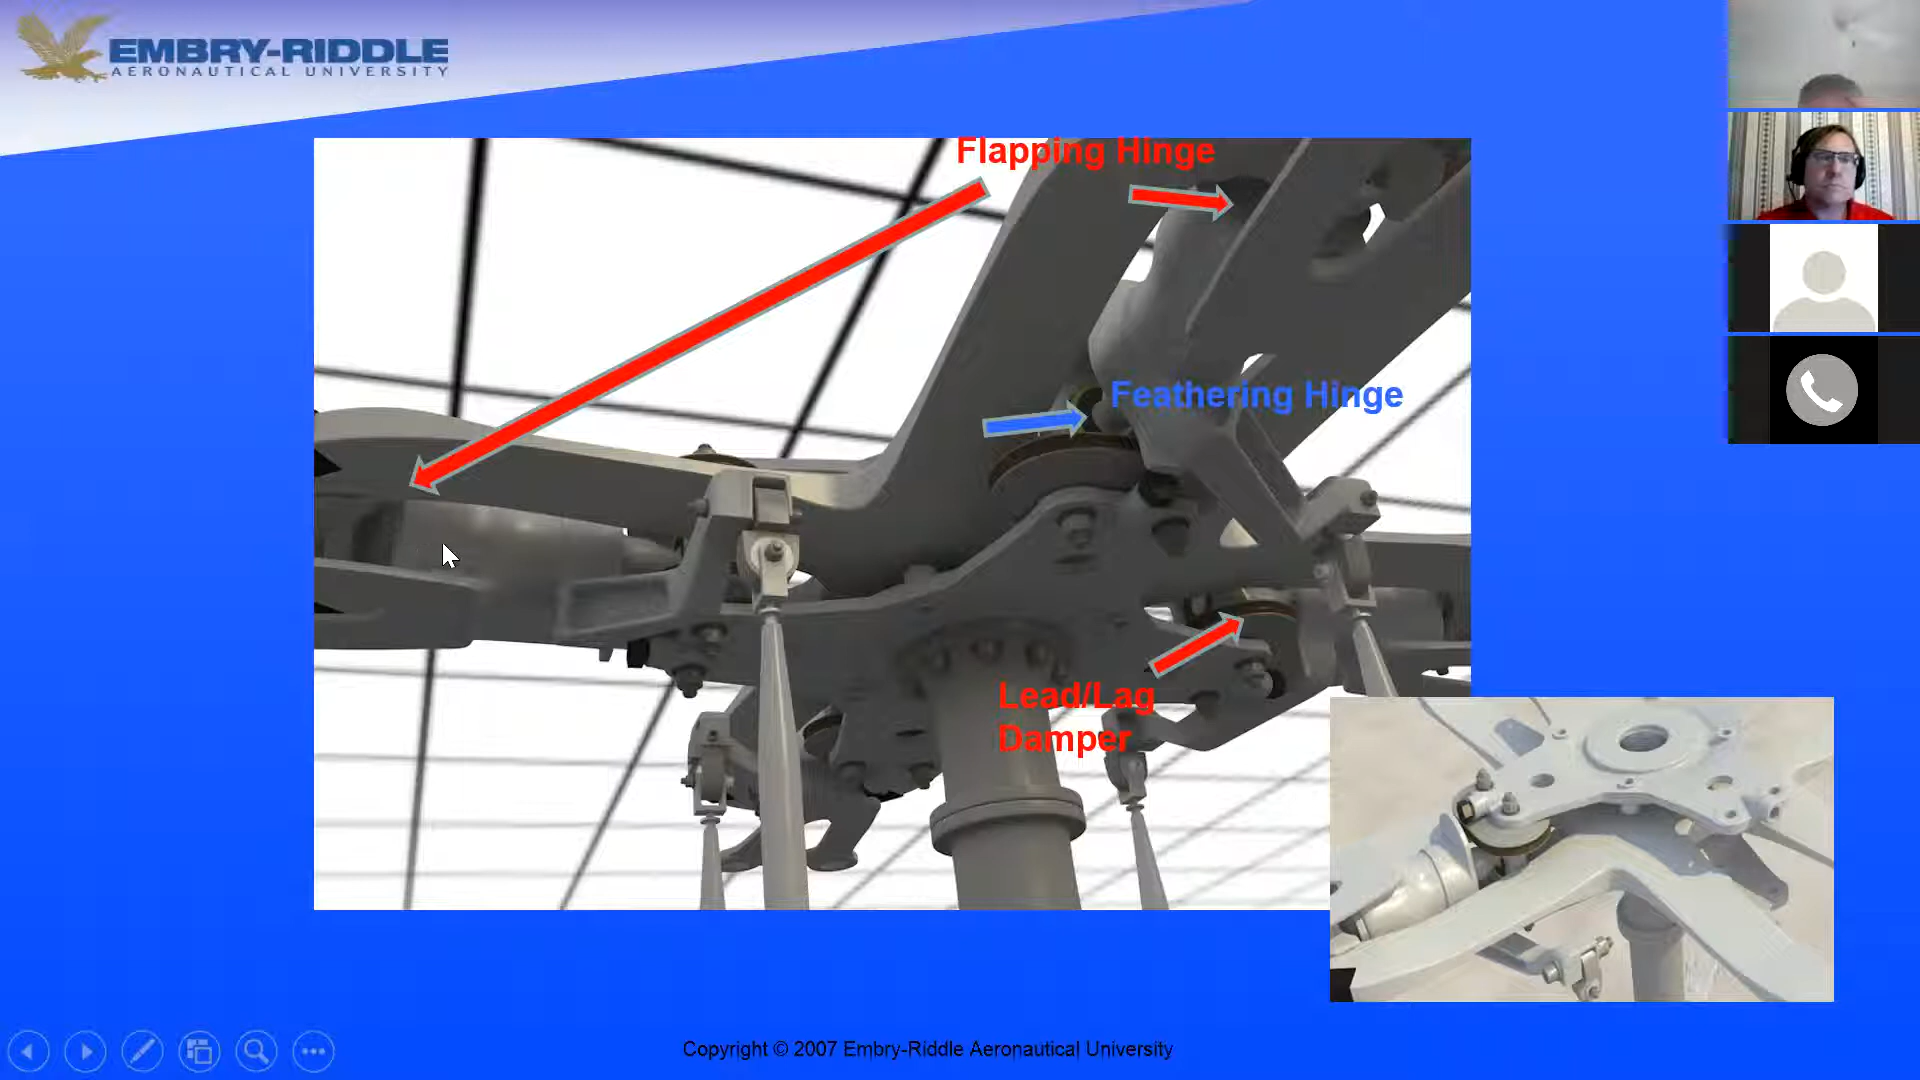 EMBRY-RIDDLE
AERONAUTICAL UNIVERSITY
Flapping Hinge
Feathering Hinge
Lead/Lag
Damper
Copyright © 2007 Embry-Riddle Aeronautical University